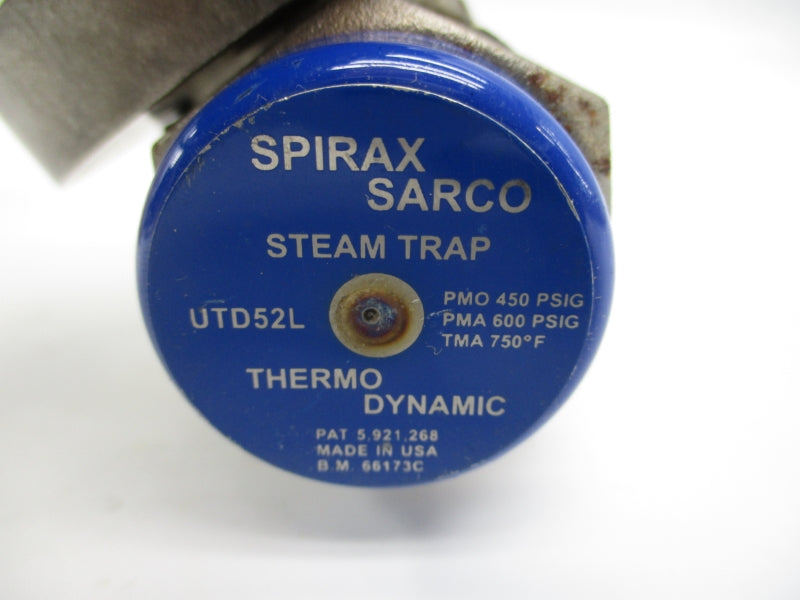 SPIRAX
SARCO
STEAM TRAP
UTD52L
PMO 450 PSIG
PMA 600 PSIG
TMA 750°F
THERMO
DYNAMIC
PAT 5,921,268
MADE IN USA
B.M. 66173C